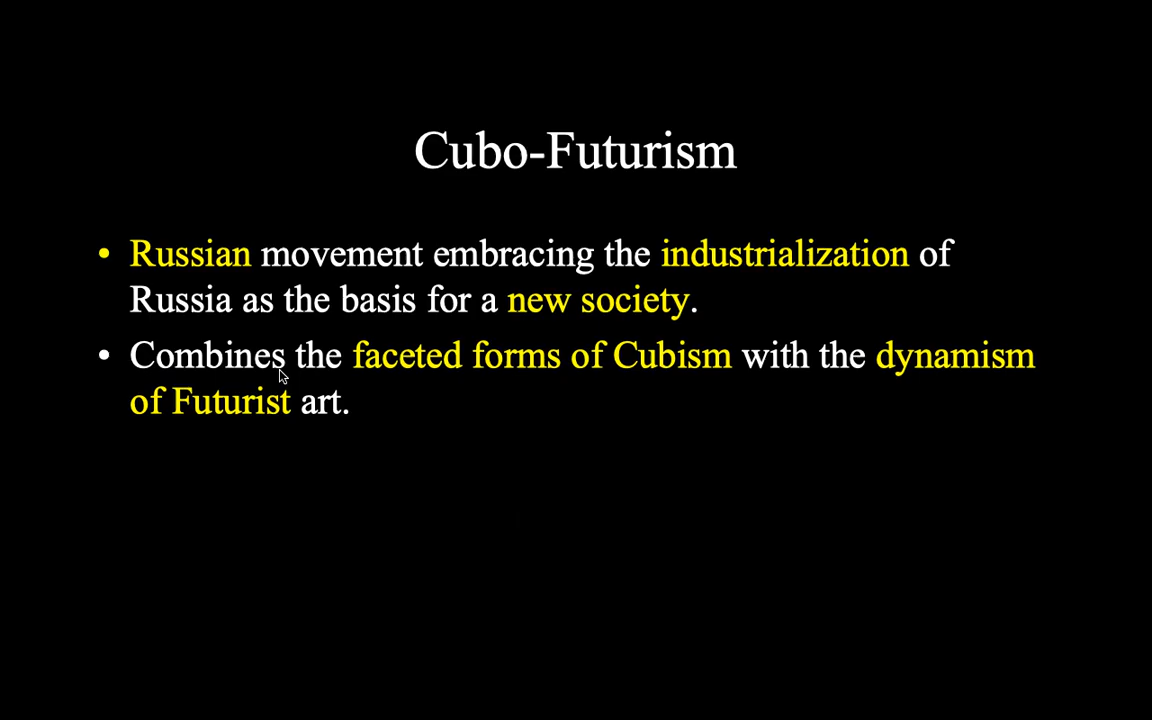 Cubo-Futurism
• Russian movement embracing the industrialization of
Russia as the basis for a new society.
• Combines the faceted forms of Cubism with the dynamism
of Futurist art.